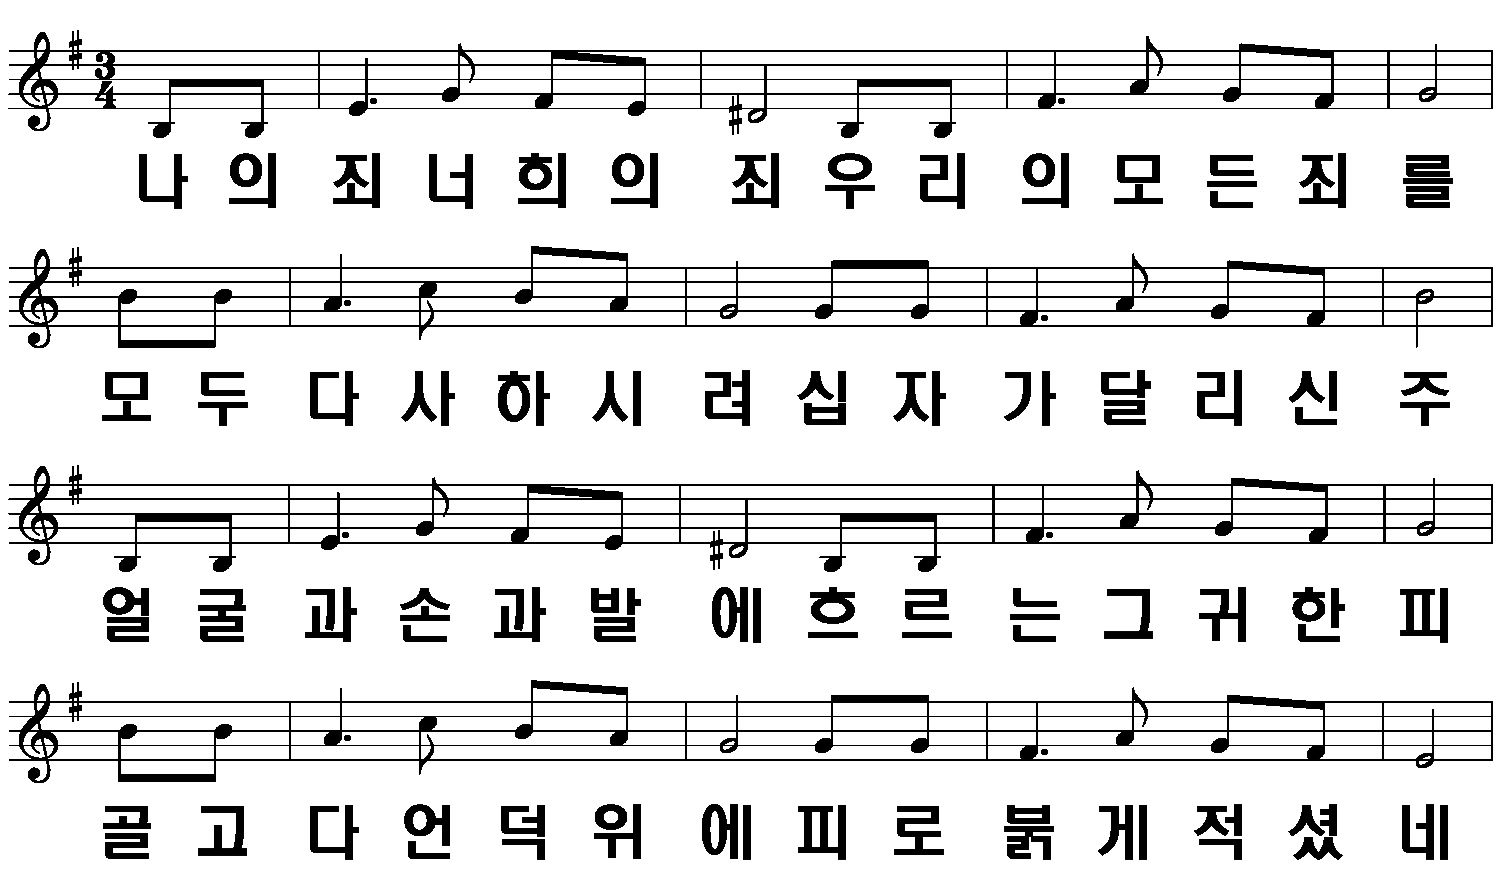 3
4
나의 죄 너희의 죄 우리의 모든 죄를
모두 다 사하시려 십자가 달리신 주
얼굴과 손과 발에 흐르는 그 귀한 피
골고다 언덕 위에 피로 붉게 적셨네